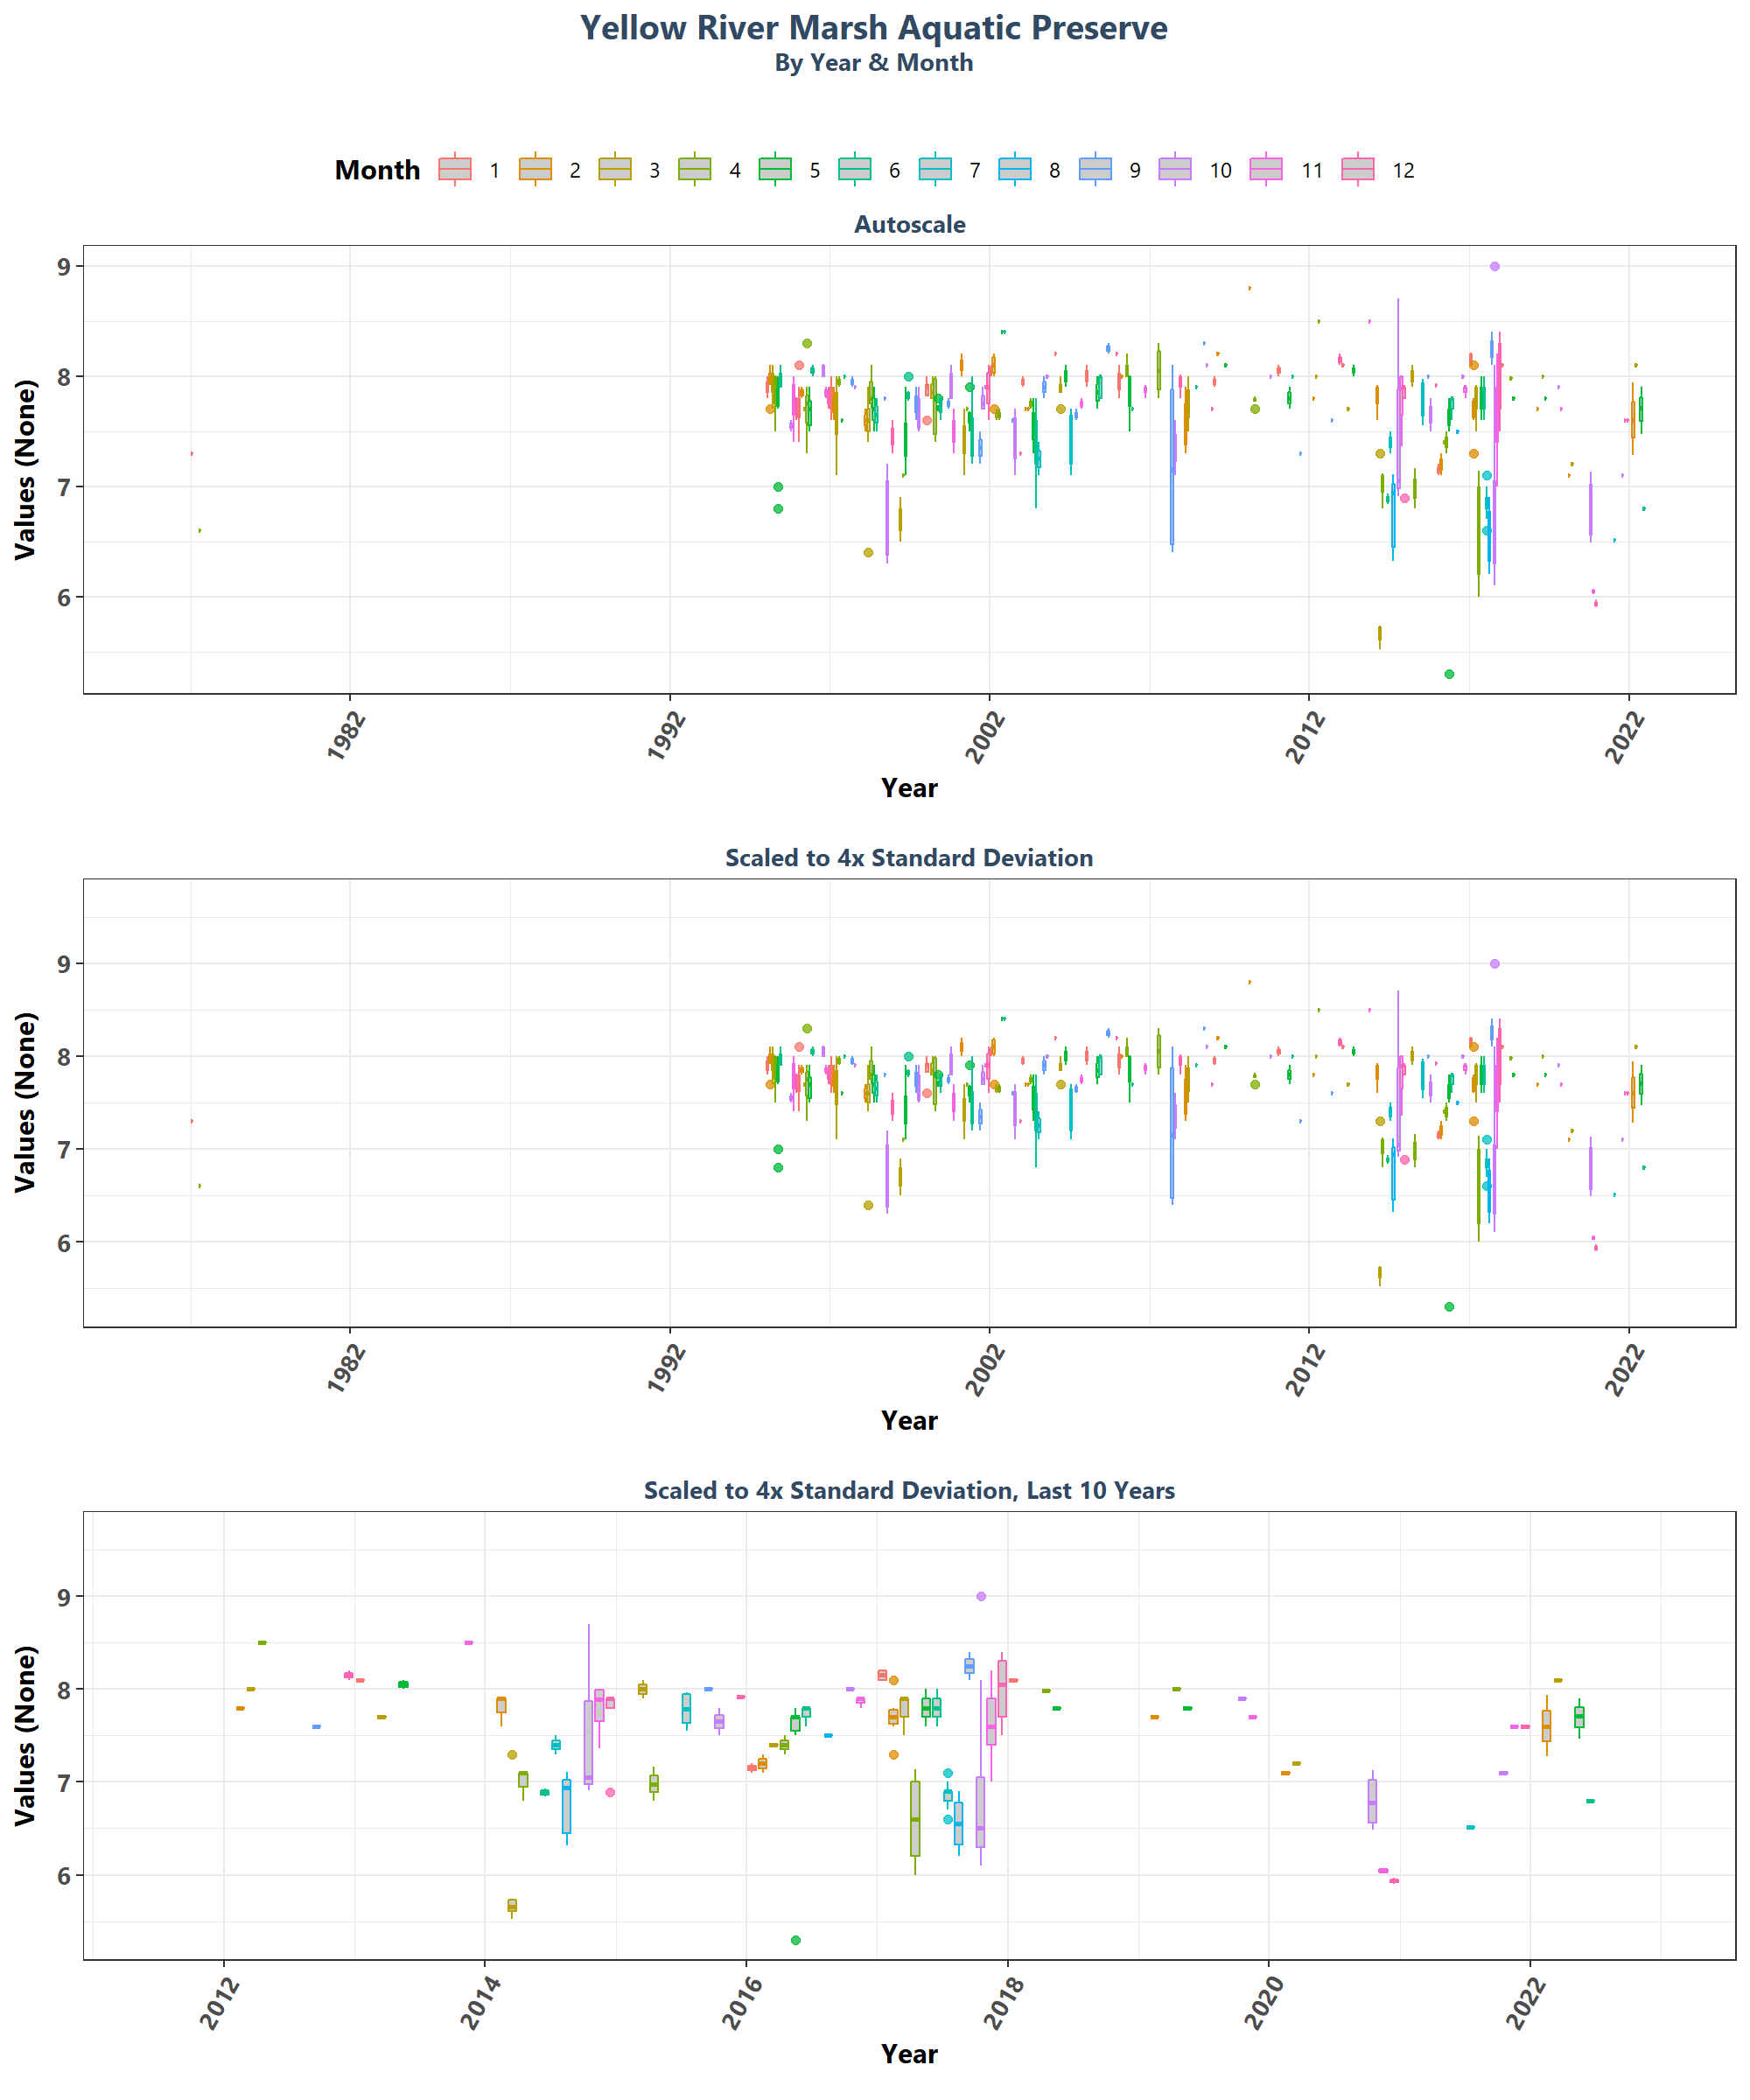 Yellow River Marsh Aquatic Preserve
By Year & Month
Month 1 2 3 4 5 6 7 8 9 10 11 12
Autoscale
Values (None)
9
8
7
6
1982 1992 2002 2012 2022
Year
Scaled to 4x Standard Deviation
Values (None)
9
8
7
6
1982 1992 2002 2012 2022
Year
Scaled to 4x Standard Deviation, Last 10 Years
Values (None)
9
8
7
6
2012 2014 2016 2018 2020 2022
Year